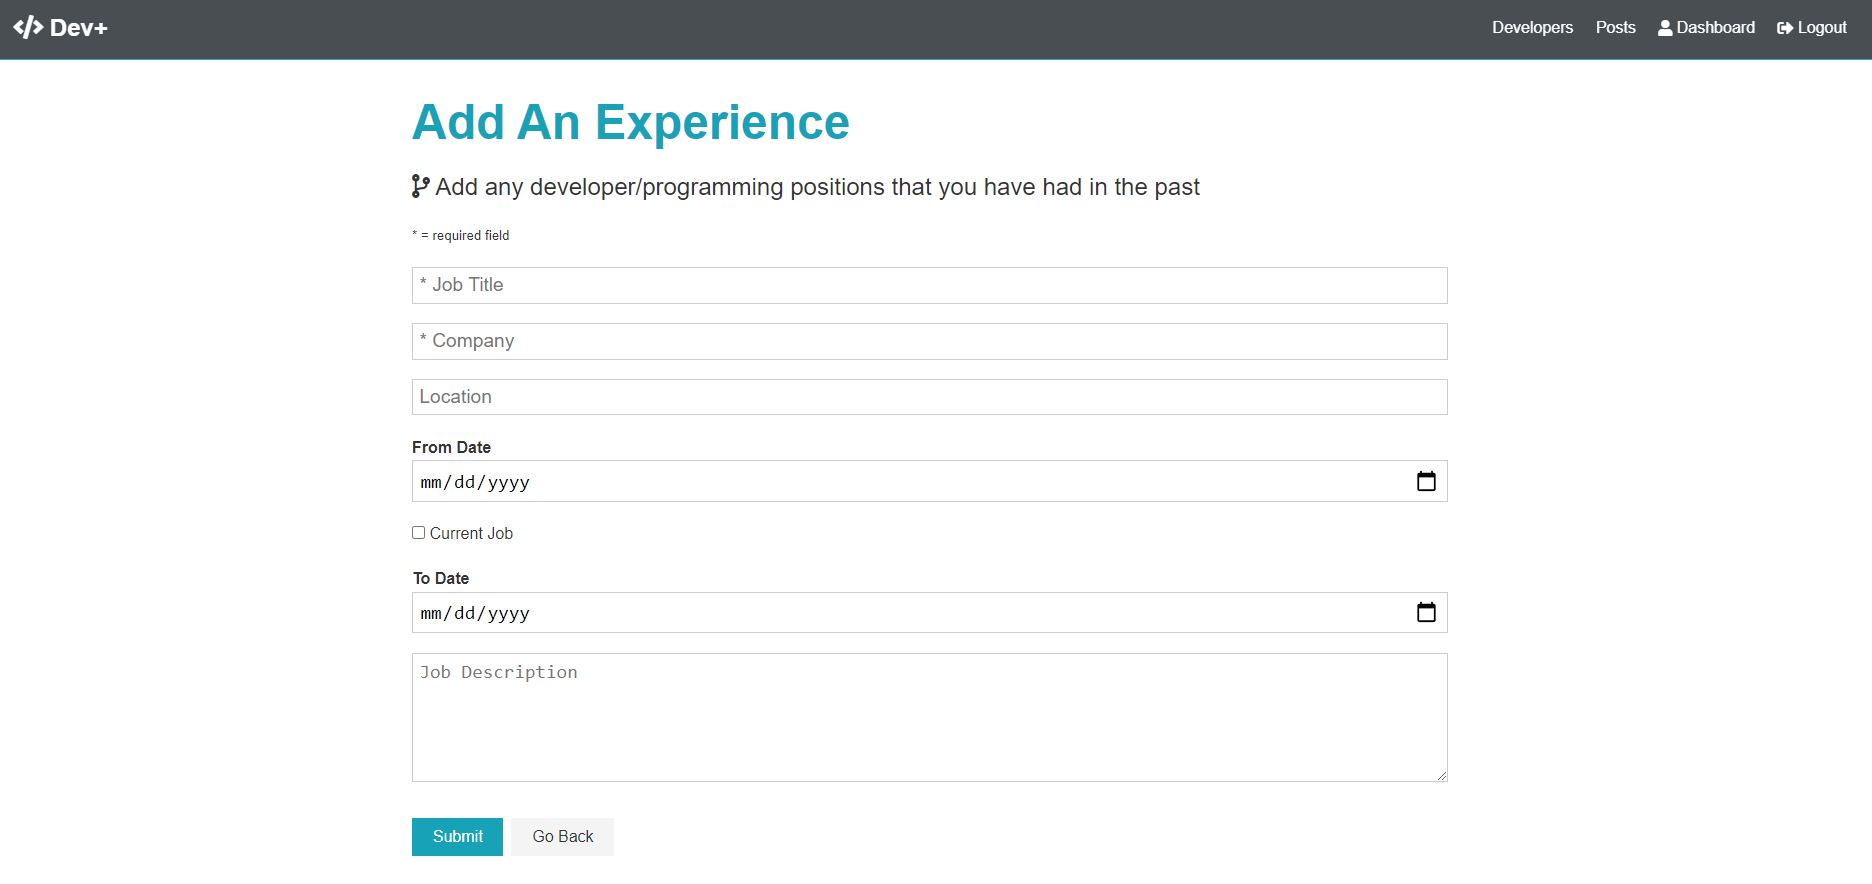 Dev+
Developers Posts Dashboard Logout
Add An Experience
Add any developer/programming positions that you have had in the past
* = required field
* Job Title
* Company
Location
From Date
mm/dd/yyyy
Current Job
To Date
mm/dd/yyyy
Job Description
Submit Go Back